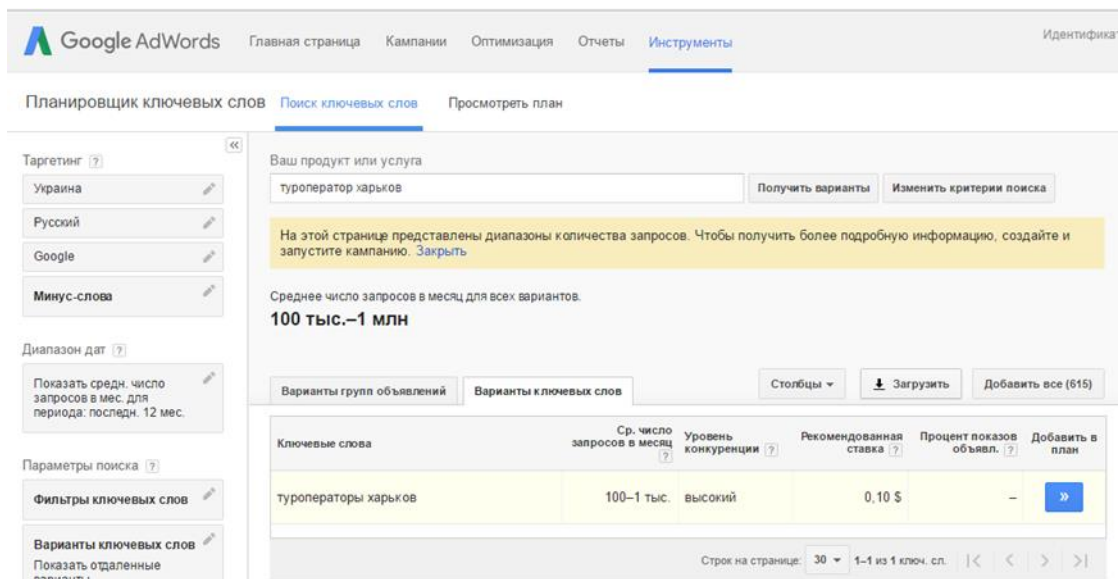 Google AdWords Главная страница Кампании Оптимизация Отчеты Инструменты Идентифика
Планировщик ключевых слов Поиск ключевых слов Просмотреть план
Таргетинг ?
Украина
Русский
Google
Минус-слова
Диапазон дат ?
Показать средн. число
запросов в мес. для
периода: последн. 12 мес.
Параметры поиска ?
Фильтры ключевых слов
Варианты ключевых слов
Показать отдаленные
варианты
Ваш продукт или услуга
туроператор харьков Получить варианты Изменить критерии поиска
На этой странице представлены диапазоны количества запросов. Чтобы получить более подробную информацию, создайте и
запустите кампанию. Закрыть
Среднее число запросов в месяц для всех вариантов.
100 тыс.–1 млн
Варианты групп объявлений Варианты ключевых слов Столбцы Загрузить Добавить все (615)
Ключевые слова Ср. число запросов в месяц ? Уровень конкуренции ? Рекомендованная ставка ? Процент показов объявл. ? Добавить в план
туроператоры харьков 100–1 тыс. высокий 0,10 $ – »
Строк на странице: 30 1–1 из 1 ключ. сл. |< < > >|